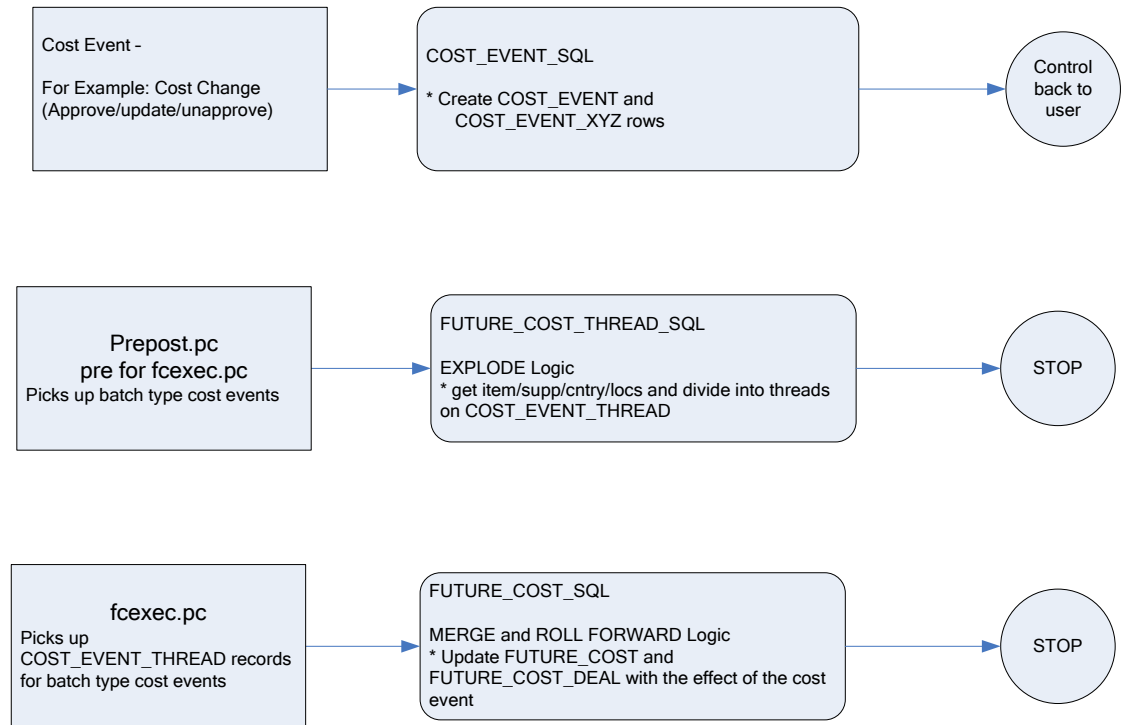 Cost Event -
For Example: Cost Change
(Approve/update/unapprove)
COST_EVENT_SQL
* Create COST_EVENT and
COST_EVENT_XYZ rows
Control
back to
user
Prepost.pc
pre for fcexec.pc
Picks up batch type cost events
FUTURE_COST_THREAD_SQL
EXPLODE Logic
* get item/supp/cntry/locs and divide into threads
on COST_EVENT_THREAD
STOP
fcexec.pc
Picks up
COST_EVENT_THREAD records
for batch type cost events
FUTURE_COST_SQL
MERGE and ROLL FORWARD Logic
* Update FUTURE_COST and
FUTURE_COST_DEAL with the effect of the cost
event
STOP